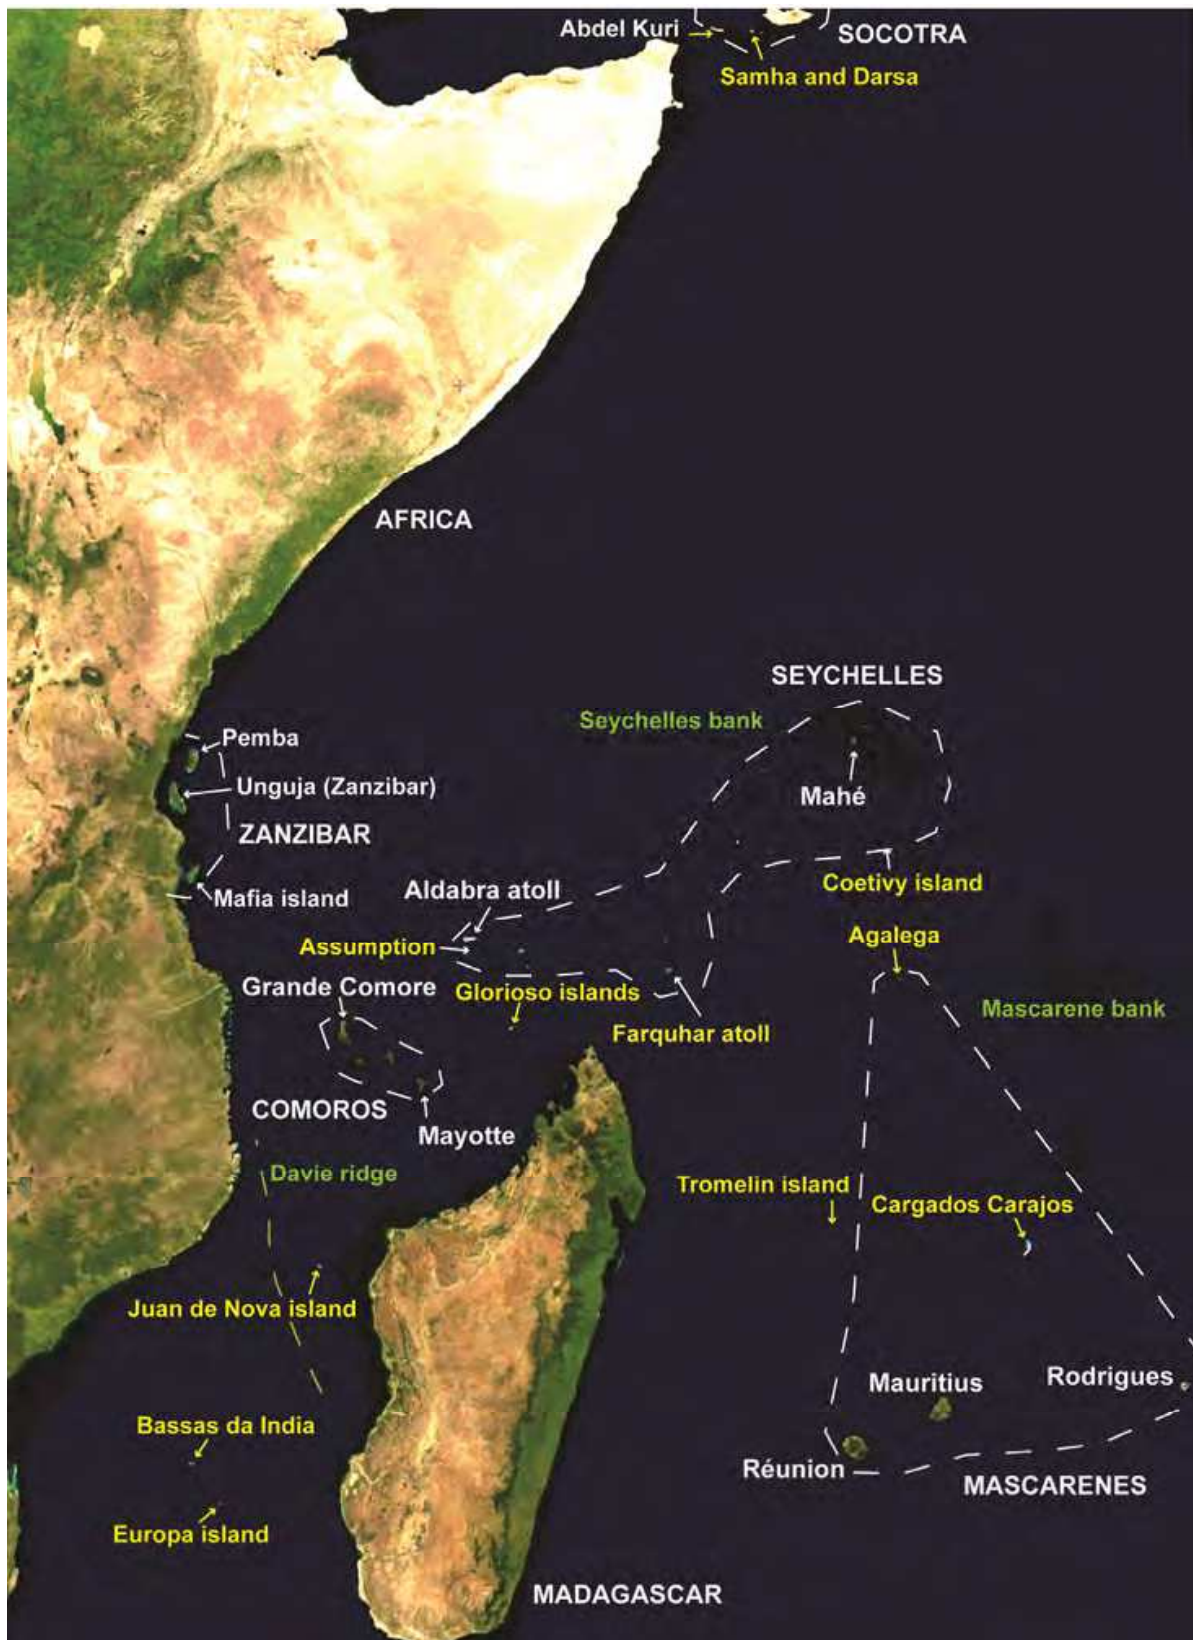 Abdel Kuri
SOCOTRA
Samha and Darsa
AFRICA
SEYCHELLES
Seychelles bank
Pemba
Unguja (Zanzibar)
Mahé
ZANZIBAR
Coetivy island
Aldabra atoll
Mafia island
Agalega
Assumption
Grande Comore
Glorioso islands
Mascarene bank
Farquhar atoll
COMOROS
Mayotte
Davie ridge
Tromelin island
Cargados Carajos
Juan de Nova island
Rodrigues
Mauritius
Bassas da India
Réunion
MASCARENES
Europa island
MADAGASCAR